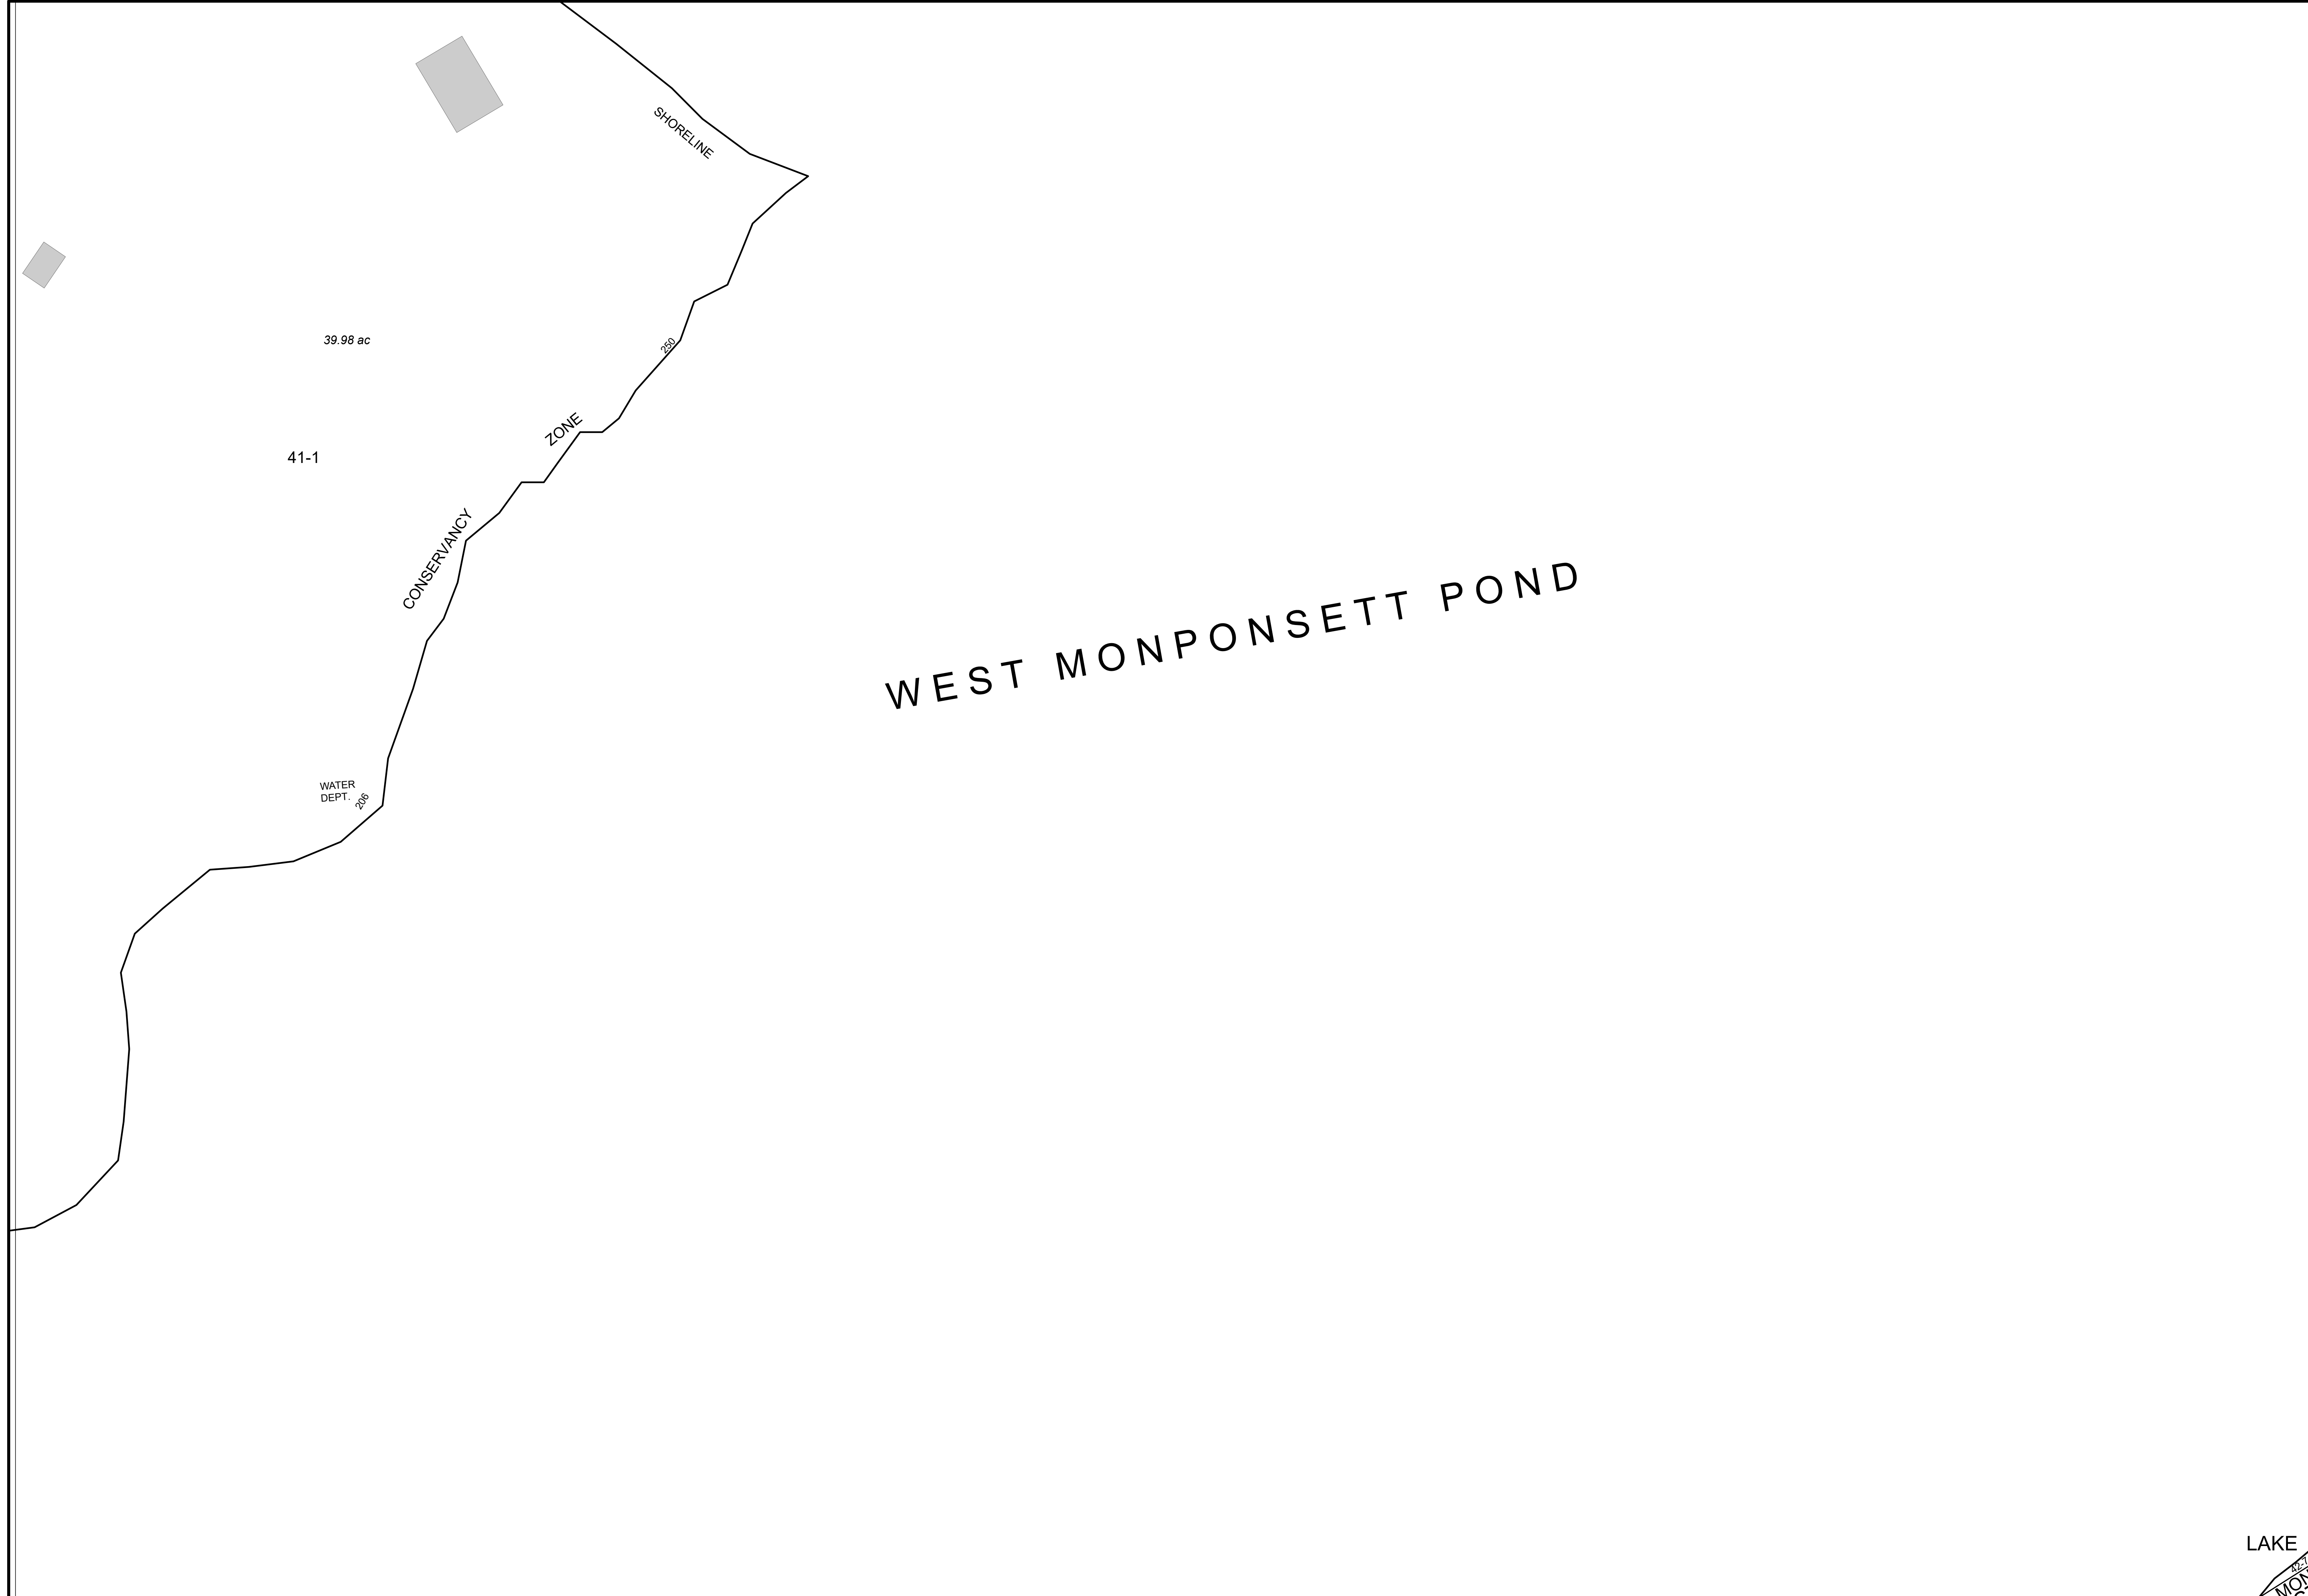 SHORELINE
39.98 ac
250
ZONE
41-1
CONSERVANCY
WEST MONPONSETT POND
WATER
DEPT.
206
LAKE